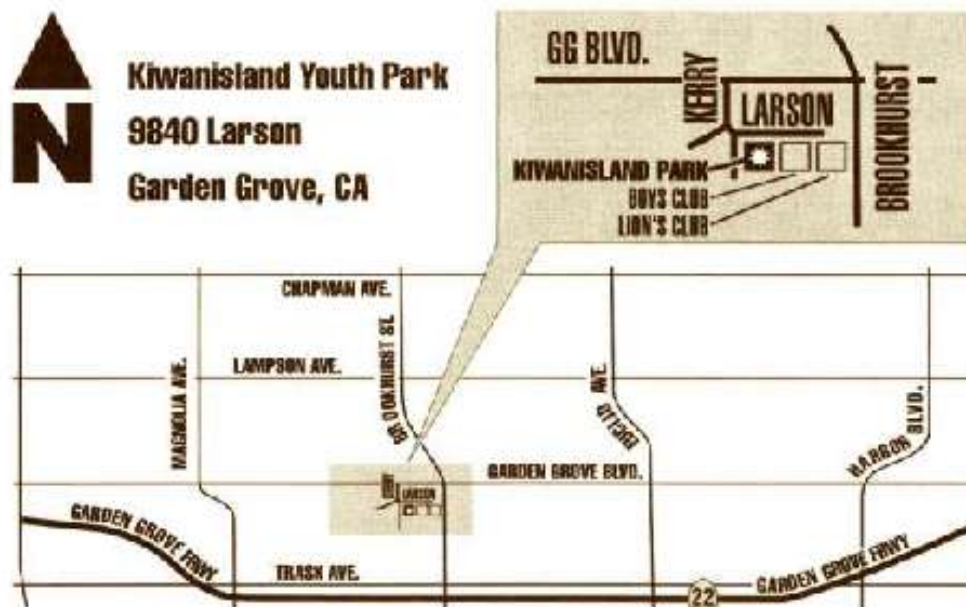 N
Kiwanisland Youth Park
9840 Larson
Garden Grove, CA
GG BLVD.
KERRY
LARSON
BROOKHURST
KIWANISLAND PARK
BOYS CLUB
LION'S CLUB
CHAPMAN AVE.
LAMPSON AVE.
MAGNOLIA AVE.
BROOKHURST ST.
EUCLID AVE.
HARBOR BLVD.
GARDEN GROVE BLVD.
KERRY
LARSON
GARDEN GROVE FRWY
TRASK AVE.
22
GARDEN GROVE FRWY